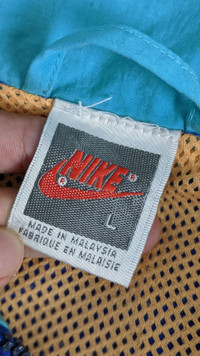 NIKE®
®
L
MADE IN MALAYSIA
FABRIQUE EN MALAISIE